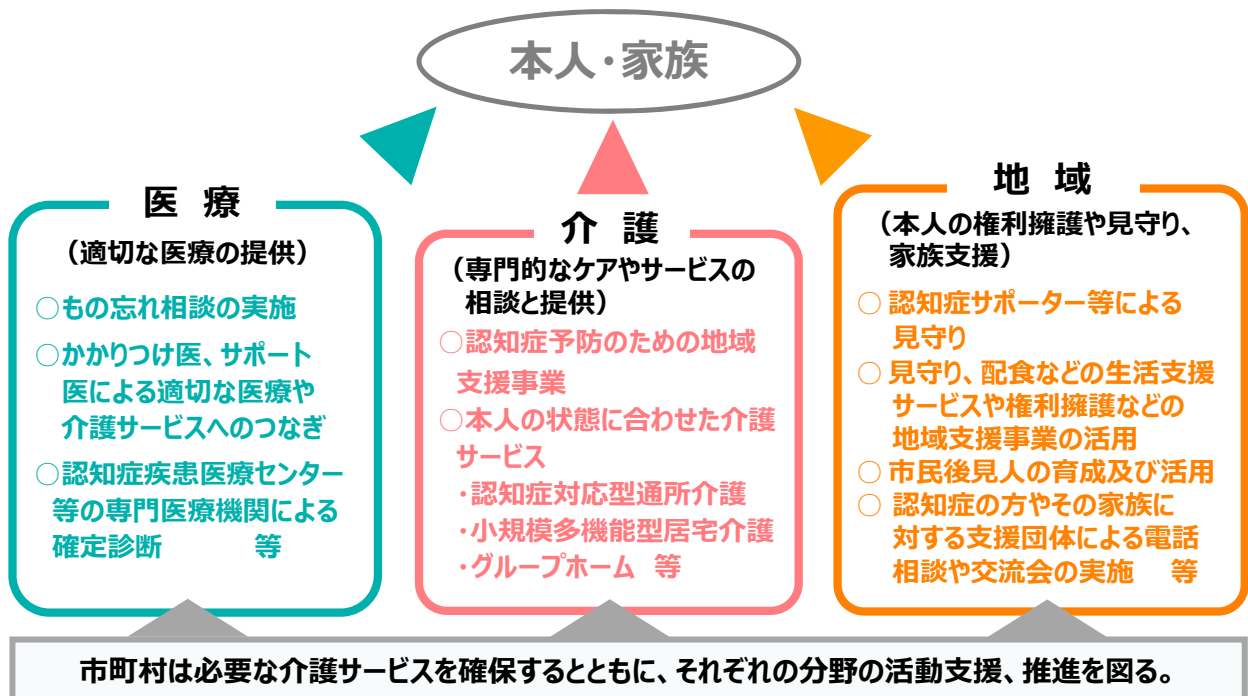 本人・家族
医 療
（適切な医療の提供）
○もの忘れ相談の実施
○かかりつけ医、サポート
医による適切な医療や
介護サービスへのつなぎ
○認知症疾患医療センター
等の専門医療機関による
確定診断 等
介 護
（専門的なケアやサービスの
相談と提供）
○認知症予防のための地域
支援事業
○本人の状態に合わせた介護
サービス
・認知症対応型通所介護
・小規模多機能型居宅介護
・グループホーム 等
地 域
（本人の権利擁護や見守り、
家族支援）
○ 認知症サポーター等による
見守り
○ 見守り、配食などの生活支援
サービスや権利擁護などの
地域支援事業の活用
○ 市民後見人の育成及び活用
○ 認知症の方やその家族に
対する支援団体による電話
相談や交流会の実施 等
市町村は必要な介護サービスを確保するとともに、それぞれの分野の活動支援、推進を図る。